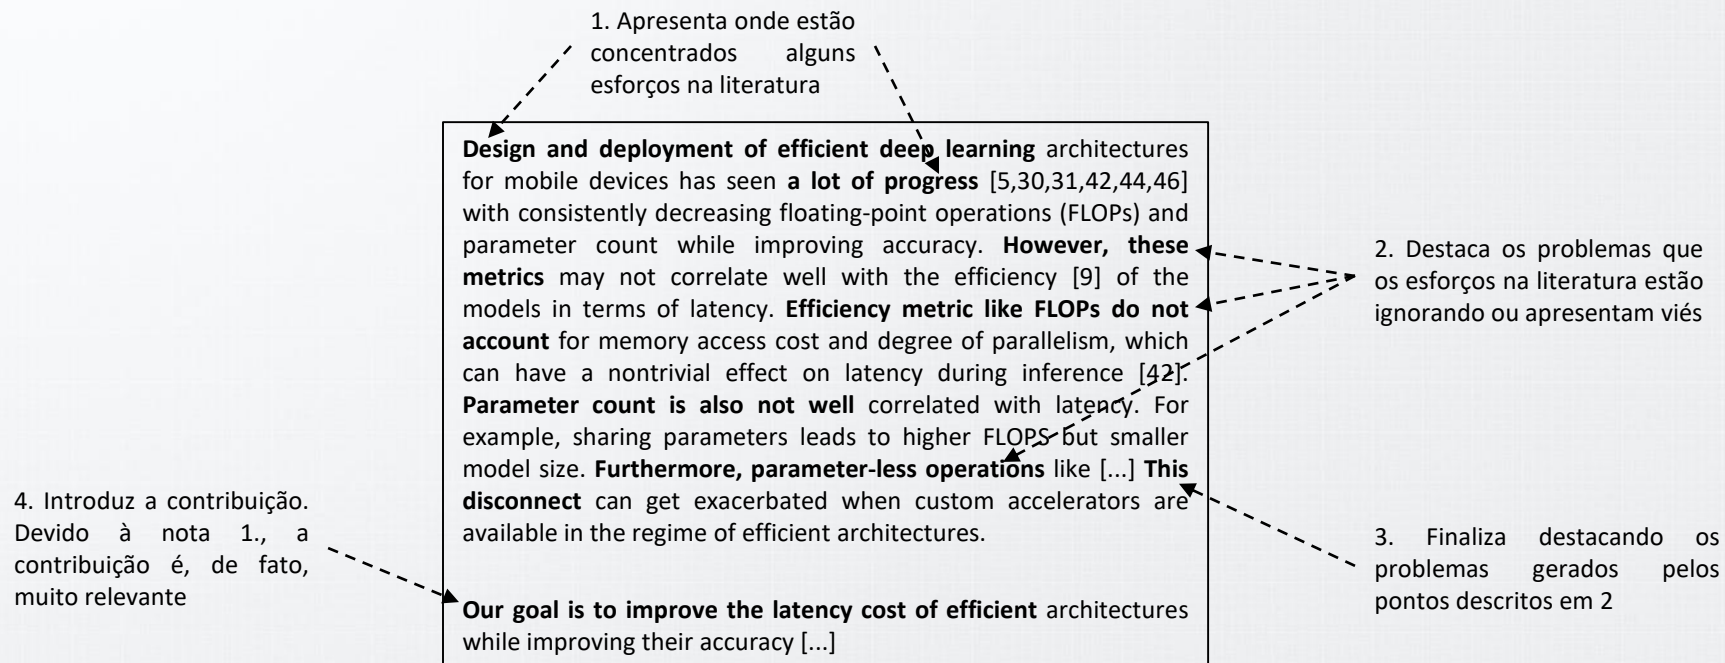 1. Apresenta onde estão
concentrados alguns
esforços na literatura
Design and deployment of efficient deep learning architectures
for mobile devices has seen a lot of progress [5,30,31,42,44,46]
with consistently decreasing floating-point operations (FLOPs) and
parameter count while improving accuracy. However, these
metrics may not correlate well with the efficiency [9] of the
models in terms of latency. Efficiency metric like FLOPs do not
account for memory access cost and degree of parallelism, which
can have a nontrivial effect on latency during inference [42].
Parameter count is also not well correlated with latency. For
example, sharing parameters leads to higher FLOPS but smaller
model size. Furthermore, parameter-less operations like [...] This
disconnect can get exacerbated when custom accelerators are
available in the regime of efficient architectures.
Our goal is to improve the latency cost of efficient architectures
while improving their accuracy [...]
2. Destaca os problemas que
os esforços na literatura estão
ignorando ou apresentam viés
3. Finaliza destacando os
problemas gerados pelos
pontos descritos em 2
4. Introduz a contribuição.
Devido à nota 1., a
contribuição é, de fato,
muito relevante